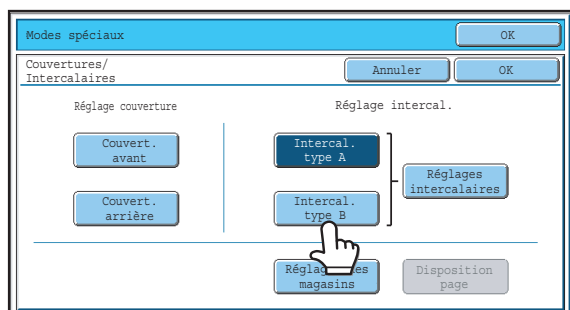 Modes spéciaux
OK
Couvertures/
Intercalaires
Annuler
OK
Réglage couverture
Réglage intercal.
Couvert.
avant
Intercal.
type A
Réglages
intercalaires
Couvert.
arrière
Intercal.
type B
magasins
Disposition
page